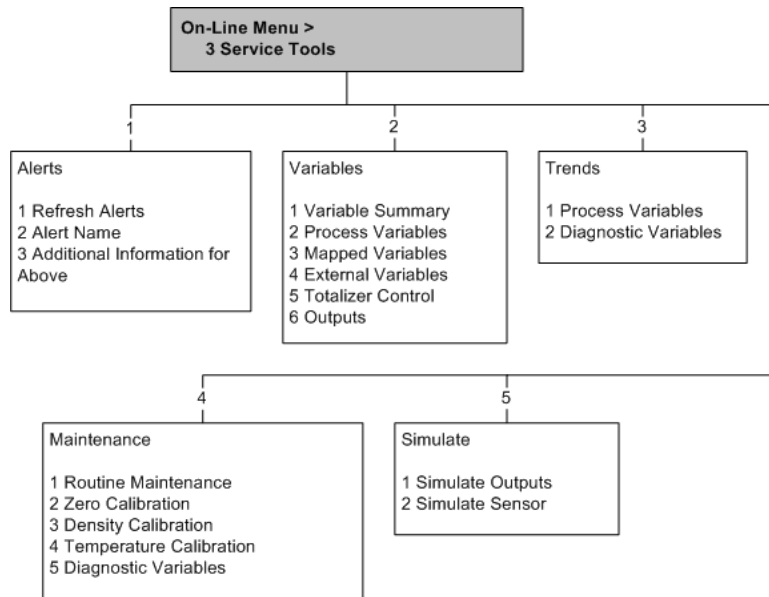 On-Line Menu >
3 Service Tools
1
2
3
Alerts
1 Refresh Alerts
2 Alert Name
3 Additional Information for
Above
Variables
1 Variable Summary
2 Process Variables
3 Mapped Variables
4 External Variables
5 Totalizer Control
6 Outputs
Trends
1 Process Variables
2 Diagnostic Variables
4
5
Maintenance
1 Routine Maintenance
2 Zero Calibration
3 Density Calibration
4 Temperature Calibration
5 Diagnostic Variables
Simulate
1 Simulate Outputs
2 Simulate Sensor